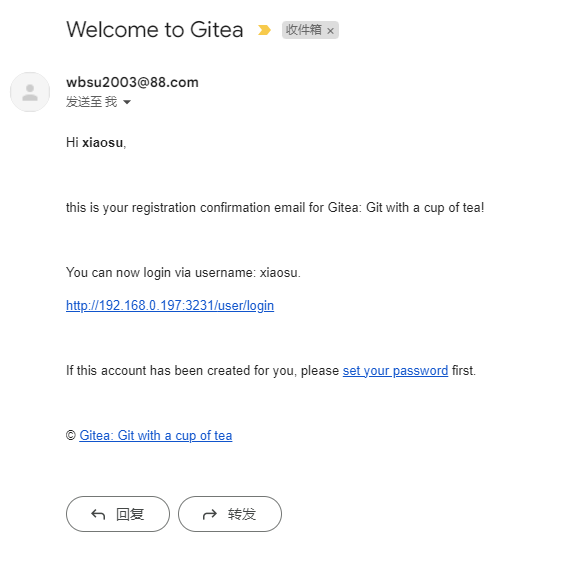 Welcome to Gitea 收件箱 ×
wbsu2003@88.com
发送至 我
Hi xiaosu,
this is your registration confirmation email for Gitea: Git with a cup of tea!
You can now login via username: xiaosu.
http://192.168.0.197:3231/user/login
If this account has been created for you, please set your password first.
© Gitea: Git with a cup of tea
回复 转发